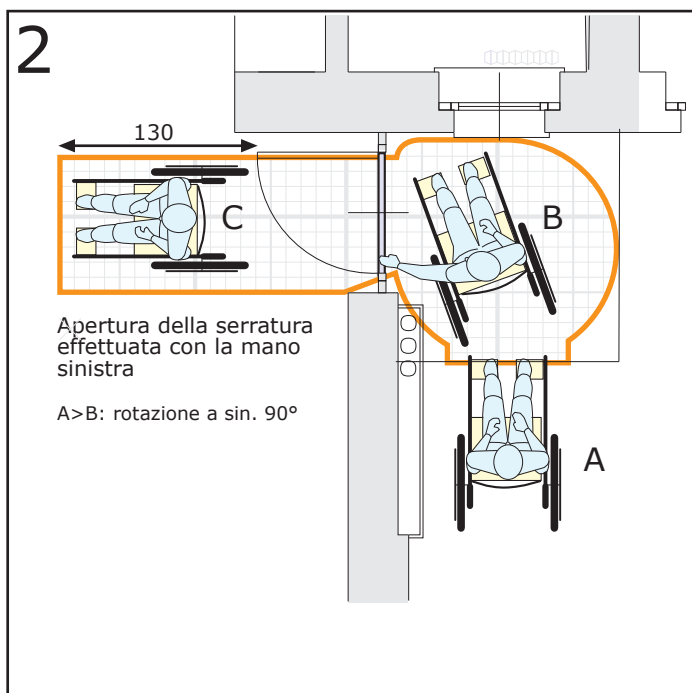 2
130
C
B
Apertura della serratura
effettuata con la mano
sinistra
A>B: rotazione a sin. 90°
A